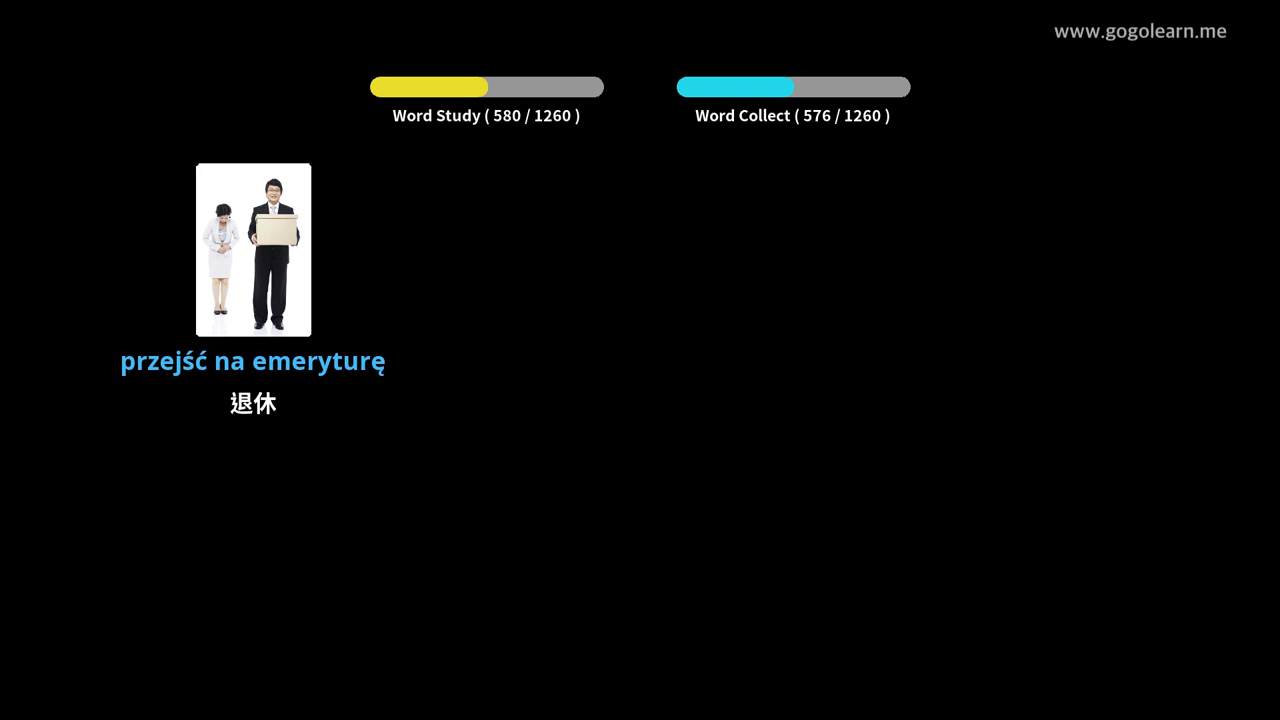 www.gogolearn.me
Word Study ( 580 / 1260 )
Word Collect ( 576 / 1260 )
przejść na emeryturę
退休